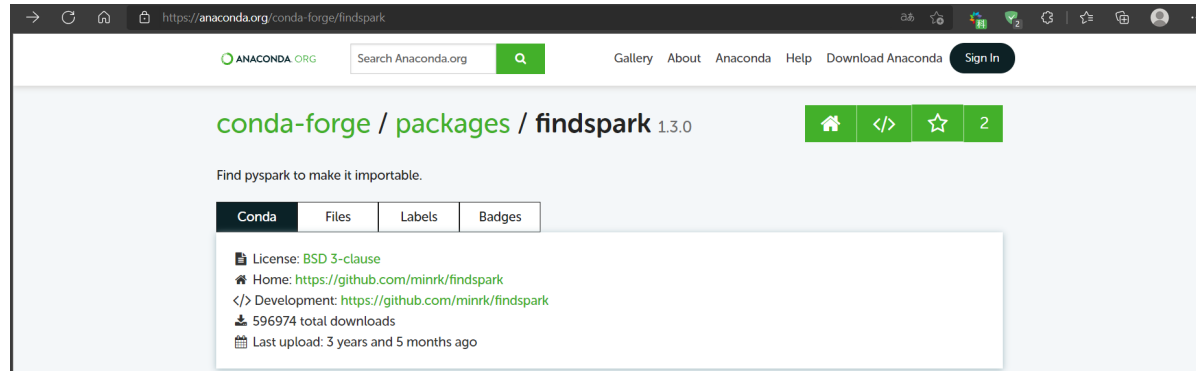 https://anaconda.org/conda-forge/findspark
ANACONDA.ORG
Search Anaconda.org
Gallery About Anaconda Help Download Anaconda Sign In
conda-forge / packages / findspark 1.3.0
</> 2
Find pyspark to make it importable.
Conda Files Labels Badges
License: BSD 3-clause
Home: https://github.com/minrk/findspark
</> Development: https://github.com/minrk/findspark
596974 total downloads
Last upload: 3 years and 5 months ago